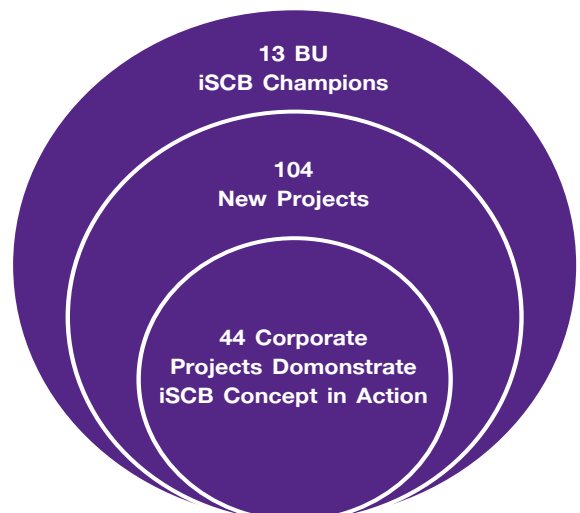 13 BU
iSCB Champions
104
New Projects
44 Corporate
Projects Domonstrate
iSCB Concept in Action